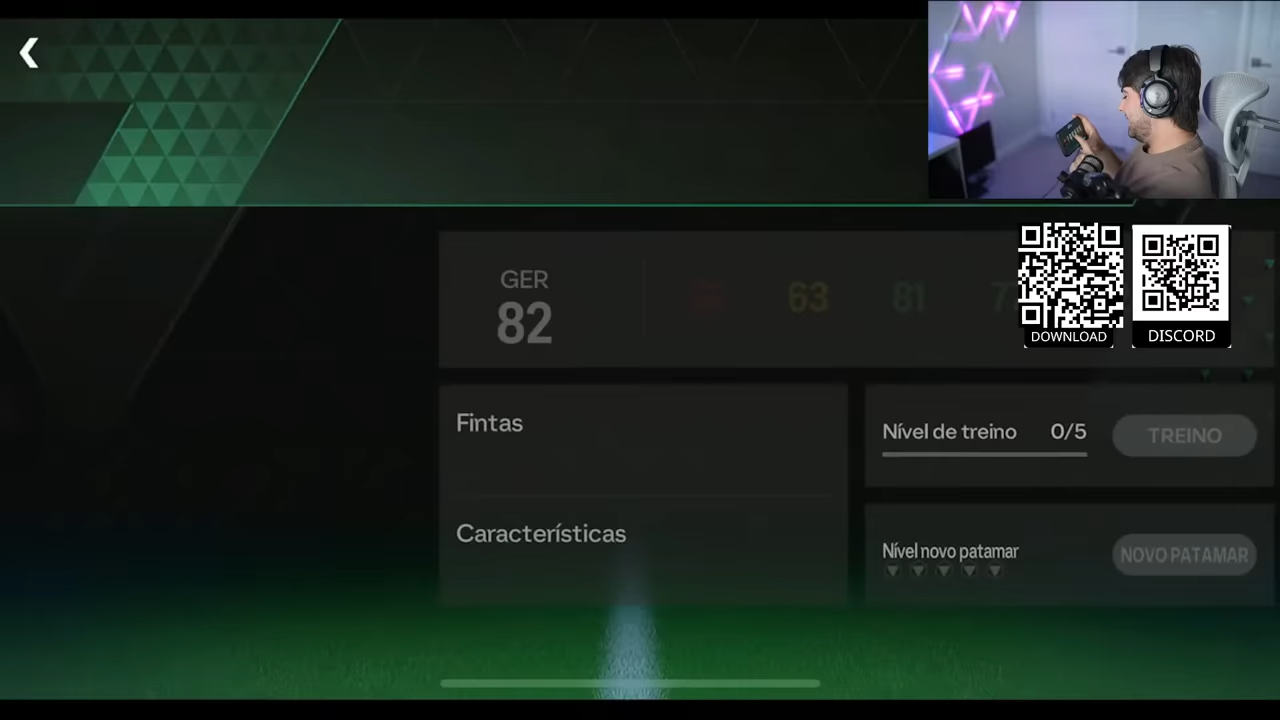 GER
82
63
81
DOWNLOAD
DISCORD
Fintas
Nível de treino 0/5
TREINO
Características
Nível novo patamar
NOVO PATAMAR